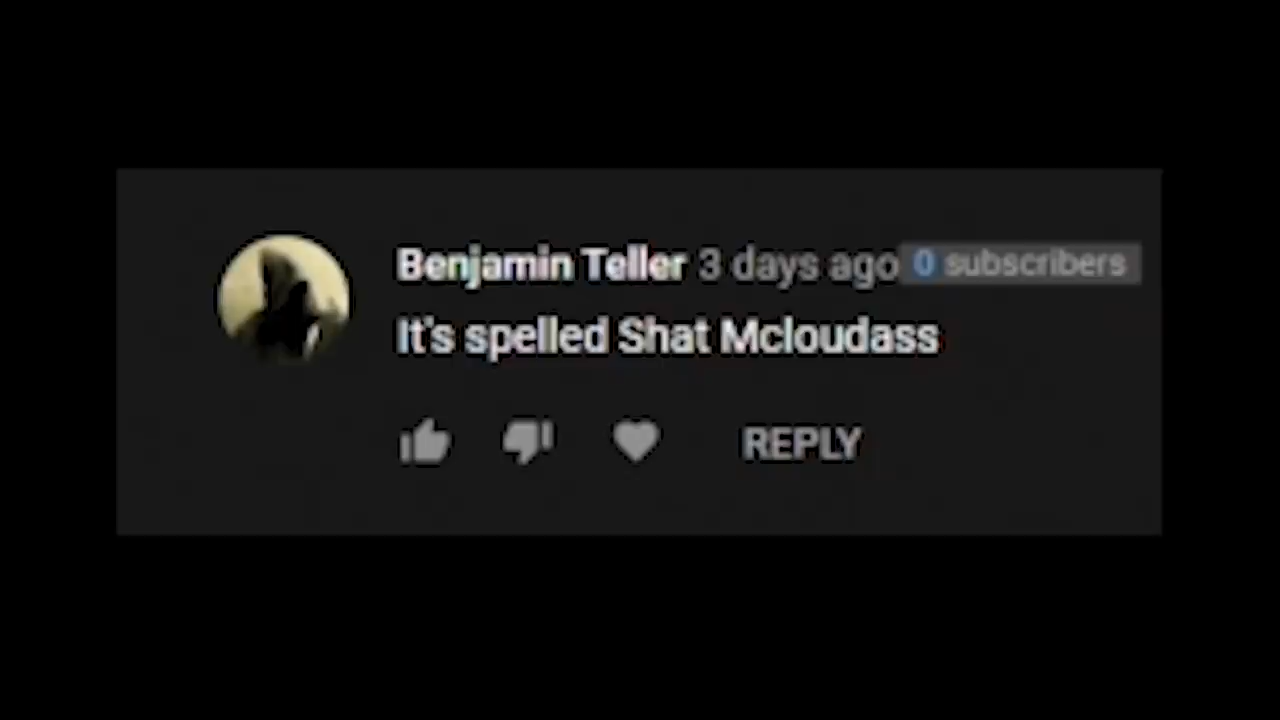 Benjamin Teller 3 days ago 0 subscribers
It's spelled Shat Mcloudass
REPLY